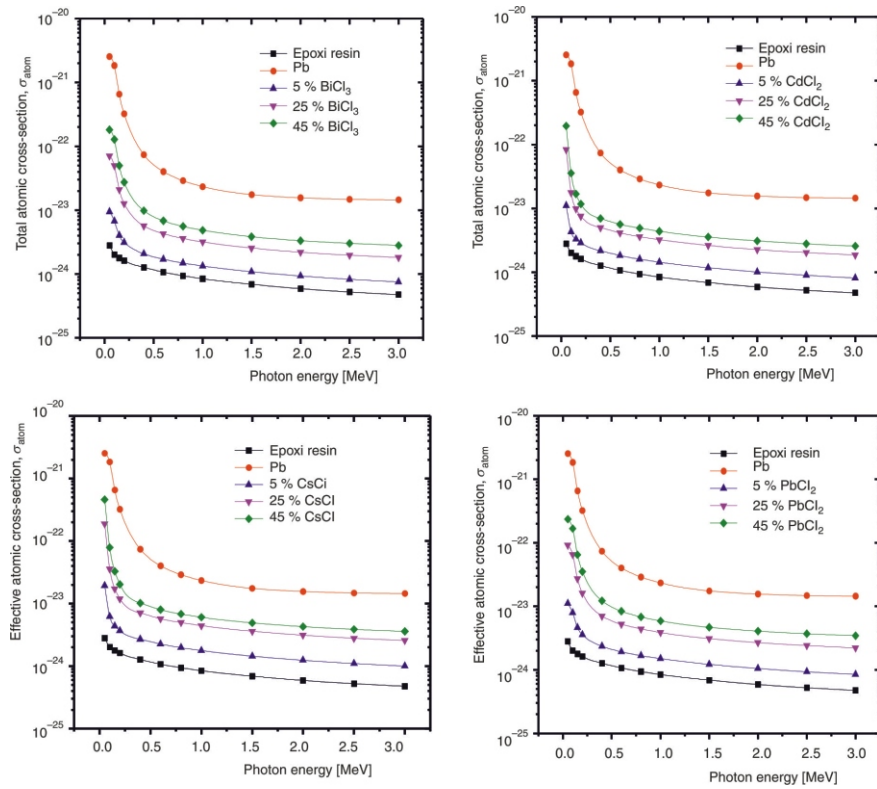 Total atomic cross-section, σatom
10–20
10–21
10–22
10–23
10–24
10–25
Epoxi resin
Pb
5 % BiCl3
25 % BiCl3
45 % BiCl3
0.0 0.5 1.0 1.5 2.0 2.5 3.0
Photon energy [MeV]
Total atomic cross-section, σatom
10–20
10–21
10–22
10–23
10–24
10–25
Epoxi resin
Pb
5 % CdCl2
25 % CdCl2
45 % CdCl2
0.0 0.5 1.0 1.5 2.0 2.5 3.0
Photon energy [MeV]
Effective atomic cross-section, σatom
10–20
10–21
10–22
10–23
10–24
10–25
Epoxi resin
Pb
5 % CsCi
25 % CsCl
45 % CsCl
0.0 0.5 1.0 1.5 2.0 2.5 3.0
Photon energy [MeV]
Effective atomic cross-section, σatom
10–20
10–21
10–22
10–23
10–24
10–25
Epoxi resin
Pb
5 % PbCl2
25 % PbCl2
45 % PbCl2
0.0 0.5 1.0 1.5 2.0 2.5 3.0
Photon energy [MeV]